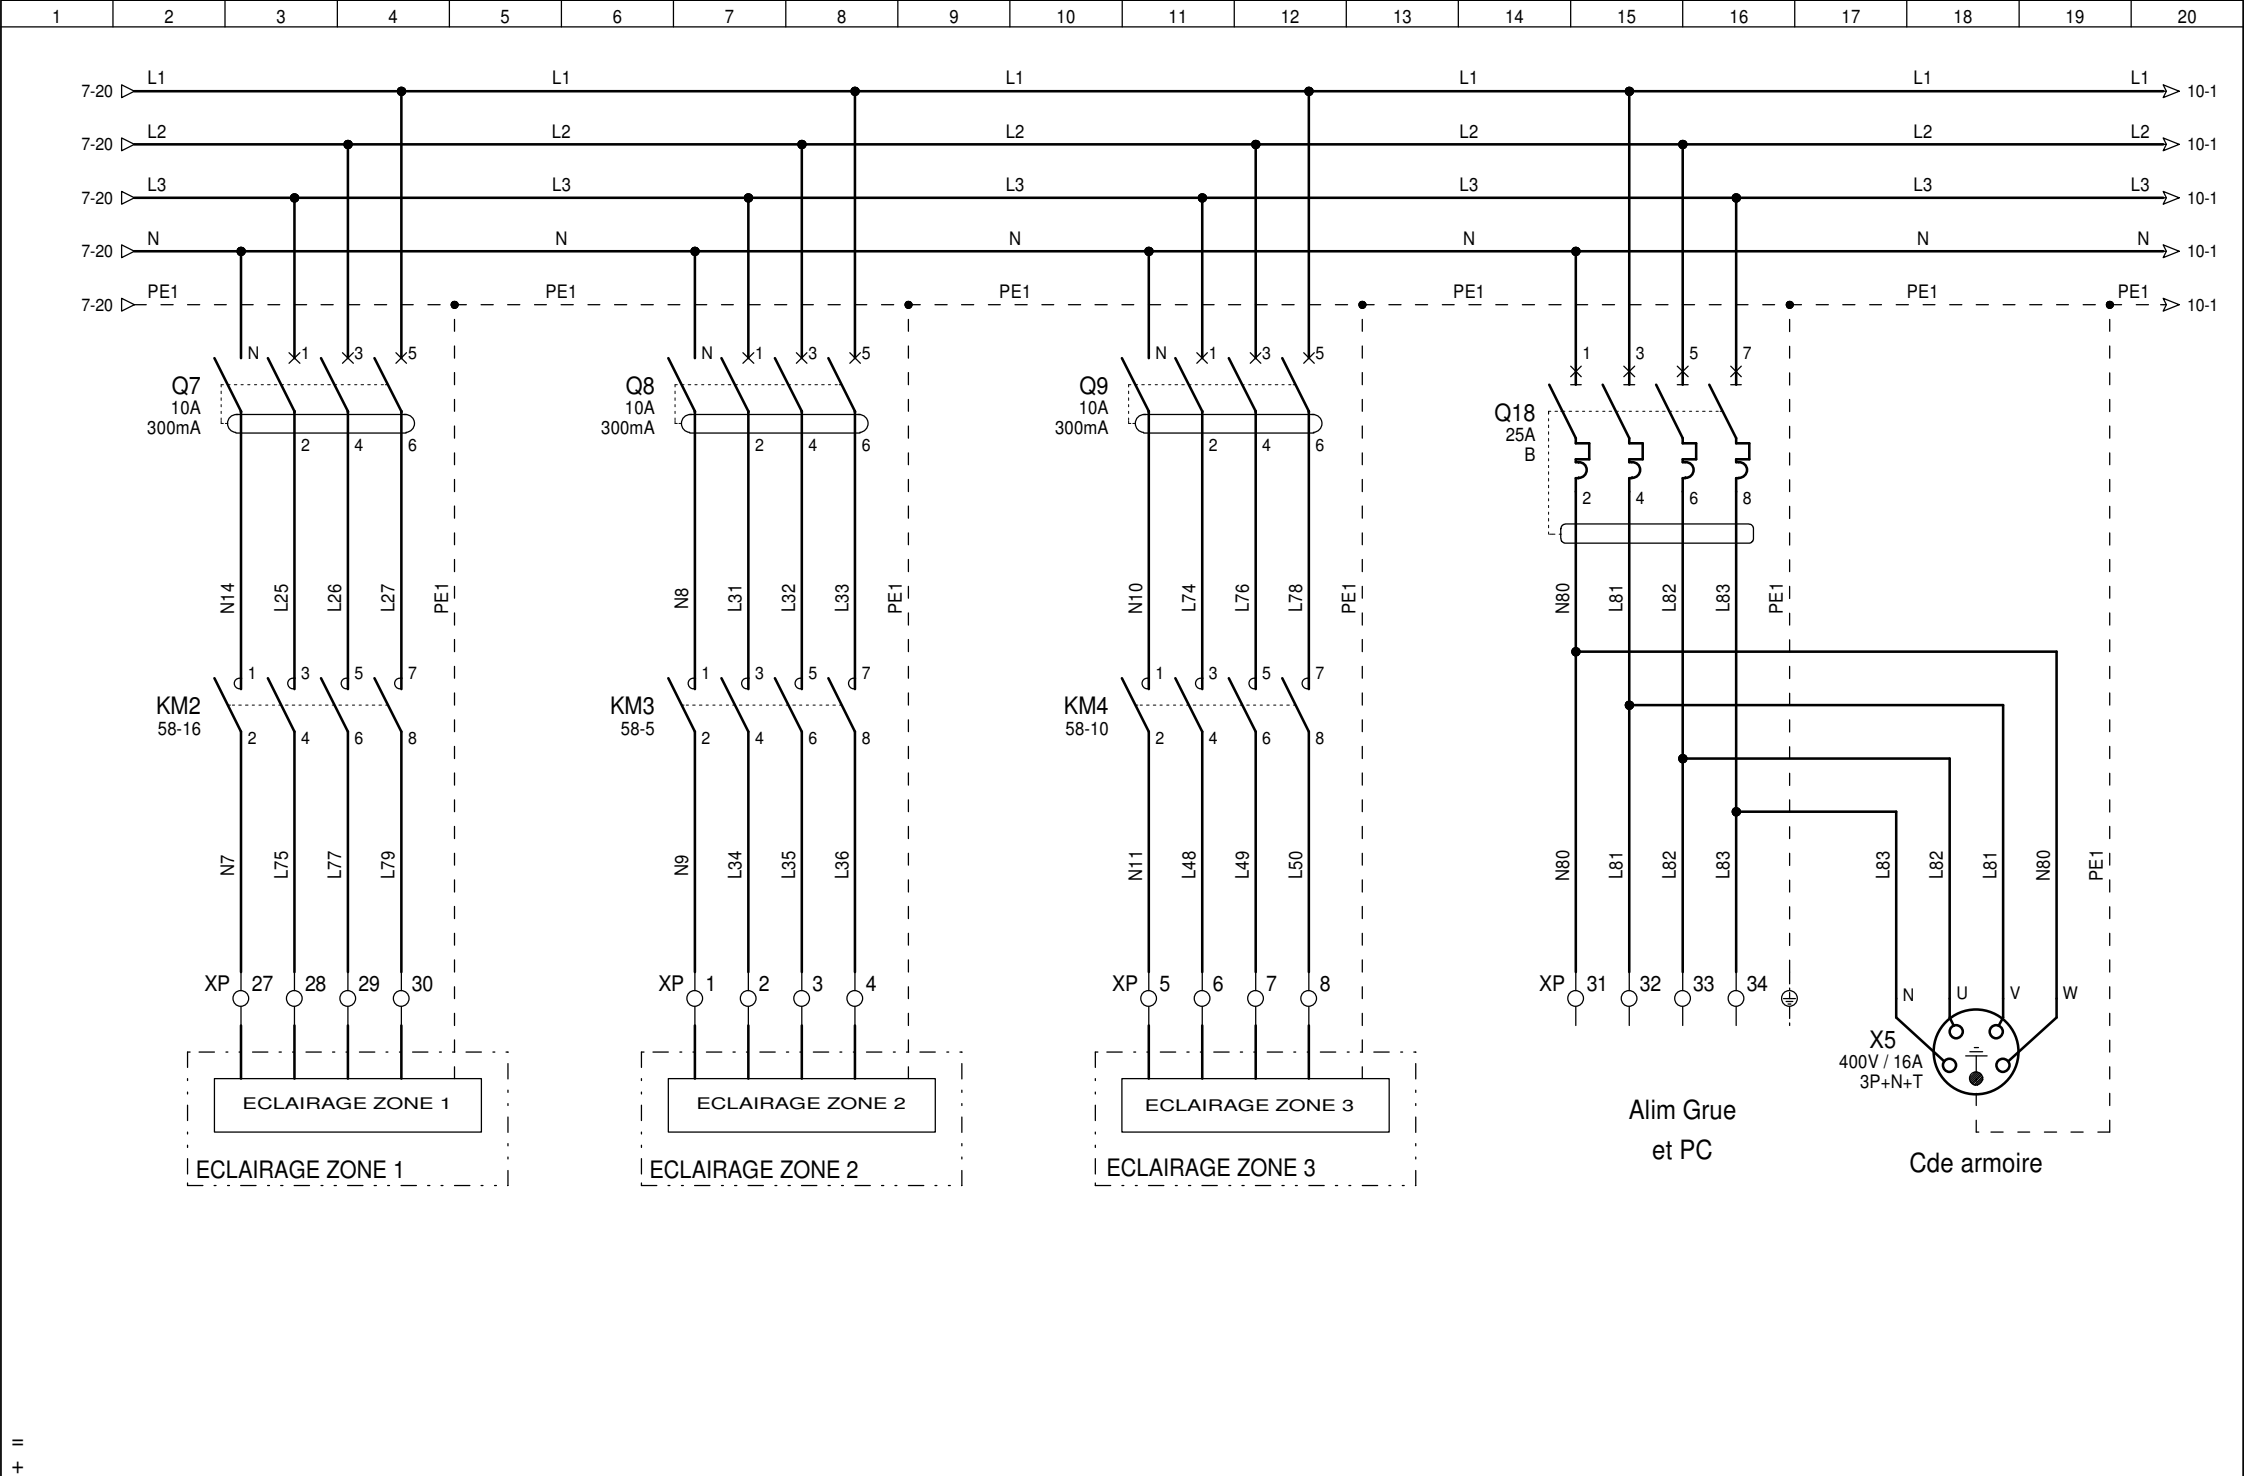 1 2 3 4 5 6 7 8 9 10 11 12 13 14 15 16 17 18 19 20
7-20 L1 L1 L1 L1 L1 L1 10-1
7-20 L2 L2 L2 L2 L2 L2 10-1
7-20 L3 L3 L3 L3 L3 L3 10-1
7-20 N N N N N N 10-1
7-20 PE1 PE1 PE1 PE1 PE1 PE1 10-1
N 1 3 5 N 1 3 5 N 1 3 5 1 3 5 7
Q7
10A
300mA
2 4 6
Q8
10A
300mA
2 4 6
Q9
10A
300mA
2 4 6
Q18
25A
B
2 4 6 8
N14 L25 L26 L27 PE1 N8 L31 L32 L33 PE1 N10 L74 L76 L78 PE1 N80 L81 L82 L83 PE1
1 3 5 7 1 3 5 7 1 3 5 7
KM2
58-16
2 4 6 8
KM3
58-5
2 4 6 8
KM4
58-10
2 4 6 8
N7 L75 L77 L79 N9 L34 L35 L36 N11 L48 L49 L50 N80 L81 L82 L83 L83 L82 L81 N80 PE1
XP 27 28 29 30 XP 1 2 3 4 XP 5 6 7 8 XP 31 32 33 34 N U V W
X5
400V / 16A
3P+N+T
ECLAIRAGE ZONE 1 ECLAIRAGE ZONE 2 ECLAIRAGE ZONE 3
Alim Grue
et PC
Cde armoire
ECLAIRAGE ZONE 1 ECLAIRAGE ZONE 2 ECLAIRAGE ZONE 3
=
+